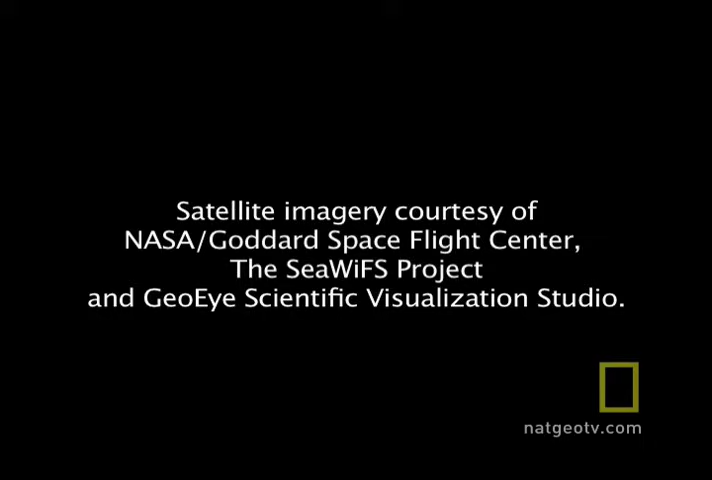 Satellite imagery courtesy of
NASA/Goddard Space Flight Center,
The SeaWiFS Project
and GeoEye Scientific Visualization Studio.
natgeotv.com